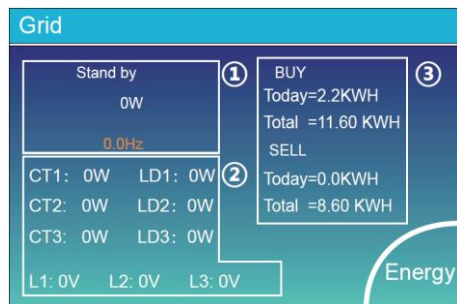 Grid
Stand by
0W
0.0Hz
①
CT1: 0W LD1: 0W
CT2: 0W LD2: 0W
CT3: 0W LD3: 0W
L1: 0V L2: 0V L3: 0V
②
BUY
Today=2.2KWH
Total =11.60 KWH
SELL
Today=0.0KWH
Total =8.60 KWH
③
Energy